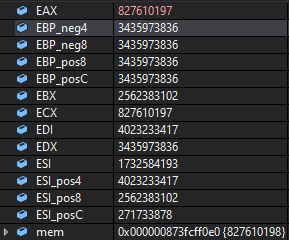 EAX 827610197
EBP_neg4 3435973836
EBP_neg8 3435973836
EBP_pos8 3435973836
EBP_posC 3435973836
EBX 2562383102
ECX 827610197
EDI 4023233417
EDX 3435973836
ESI 1732584193
ESI_pos4 4023233417
ESI_pos8 2562383102
ESI_posC 271733878
mem 0x000000873fcff0e0 {827610198}